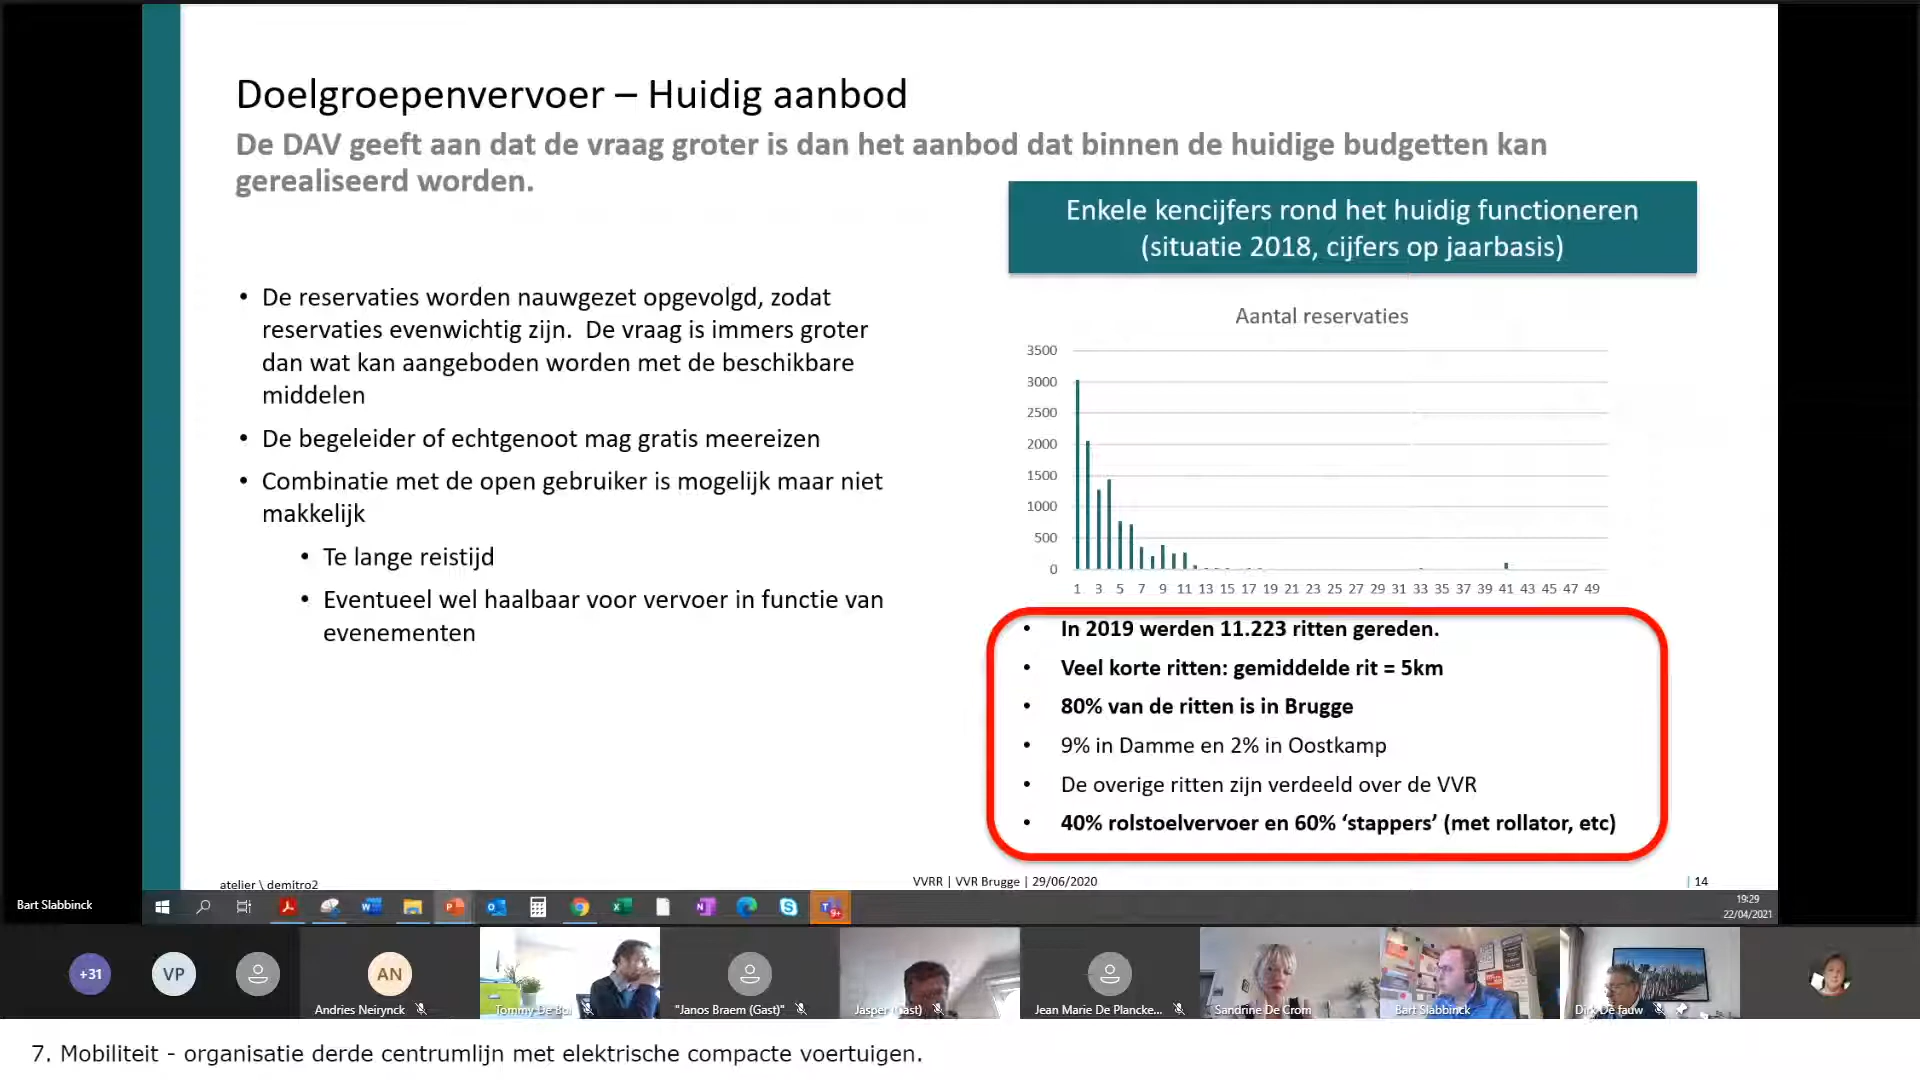 Doelgroepenvervoer – Huidig aanbod
De DAV geeft aan dat de vraag groter is dan het aanbod dat binnen de huidige budgetten kan
gerealiseerd worden.
• De reservaties worden nauwgezet opgevolgd, zodat
reservaties evenwichtig zijn. De vraag is immers groter
dan wat kan aangeboden worden met de beschikbare
middelen
• De begeleider of echtgenoot mag gratis meereizen
• Combinatie met de open gebruiker is mogelijk maar niet
makkelijk
• Te lange reistijd
• Eventueel wel haalbaar voor vervoer in functie van
evenementen
Enkele kencijfers rond het huidig functioneren
(situatie 2018, cijfers op jaarbasis)
Aantal reservaties
3500
3000
2500
2000
1500
1000
500
0
1 3 5 7 9 11 13 15 17 19 21 23 25 27 29 31 33 35 37 39 41 43 45 47 49
• In 2019 werden 11.223 ritten gereden.
• Veel korte ritten: gemiddelde rit = 5km
• 80% van de ritten is in Brugge
• 9% in Damme en 2% in Oostkamp
• De overige ritten zijn verdeeld over de VVR
• 40% rolstoelvervoer en 60% ‘stappers’ (met rollator, etc)
atelier \ demitro2
VVRR | VVR Brugge | 29/06/2020
| 14
Bart Slabbinck
9+
19:29
22/04/2021
+31
VP
AN
Andries Neirynck
Tommy De Bo
"Janos Braem (Gast)"
Jasper (Gast)
Jean Marie De Plancke...
Sandrine De Crom
Bart Slabbinck
Dirk De fauw
7. Mobiliteit - organisatie derde centrumlijn met elektrische compacte voertuigen.